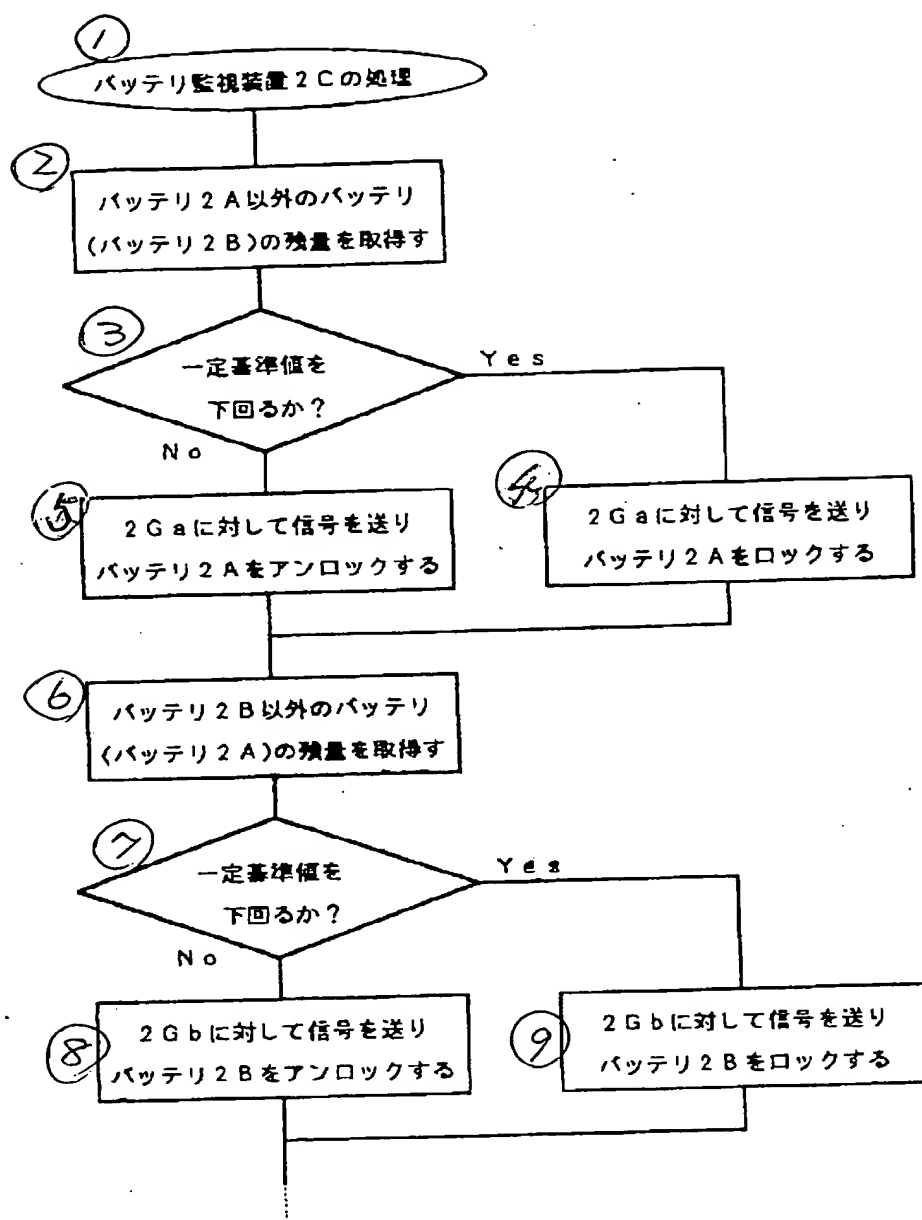 ①
バッテリ監視装置2Cの処理
②
バッテリ2A以外のバッテリ
(バッテリ2B)の残量を取得す
③
一定基準値を
下回るか?
Yes
No
⑤
2Gaに対して信号を送り
バッテリ2Aをアンロックする
④
2Gaに対して信号を送り
バッテリ2Aをロックする
⑥
バッテリ2B以外のバッテリ
(バッテリ2A)の残量を取得す
⑦
一定基準値を
下回るか?
Yes
No
⑧
2Gbに対して信号を送り
バッテリ2Bをアンロックする
⑨
2Gbに対して信号を送り
バッテリ2Bをロックする